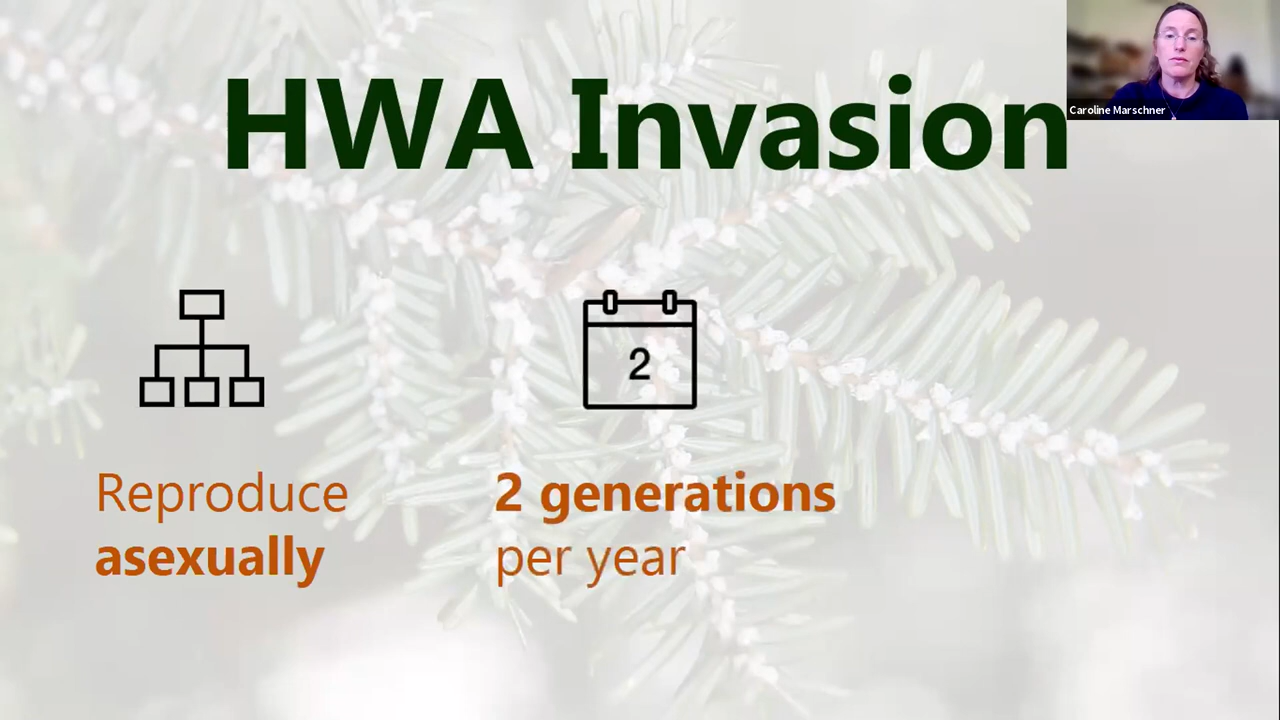 HWA Invasion
Caroline Marschner
2
Reproduce
asexually
2 generations
per year